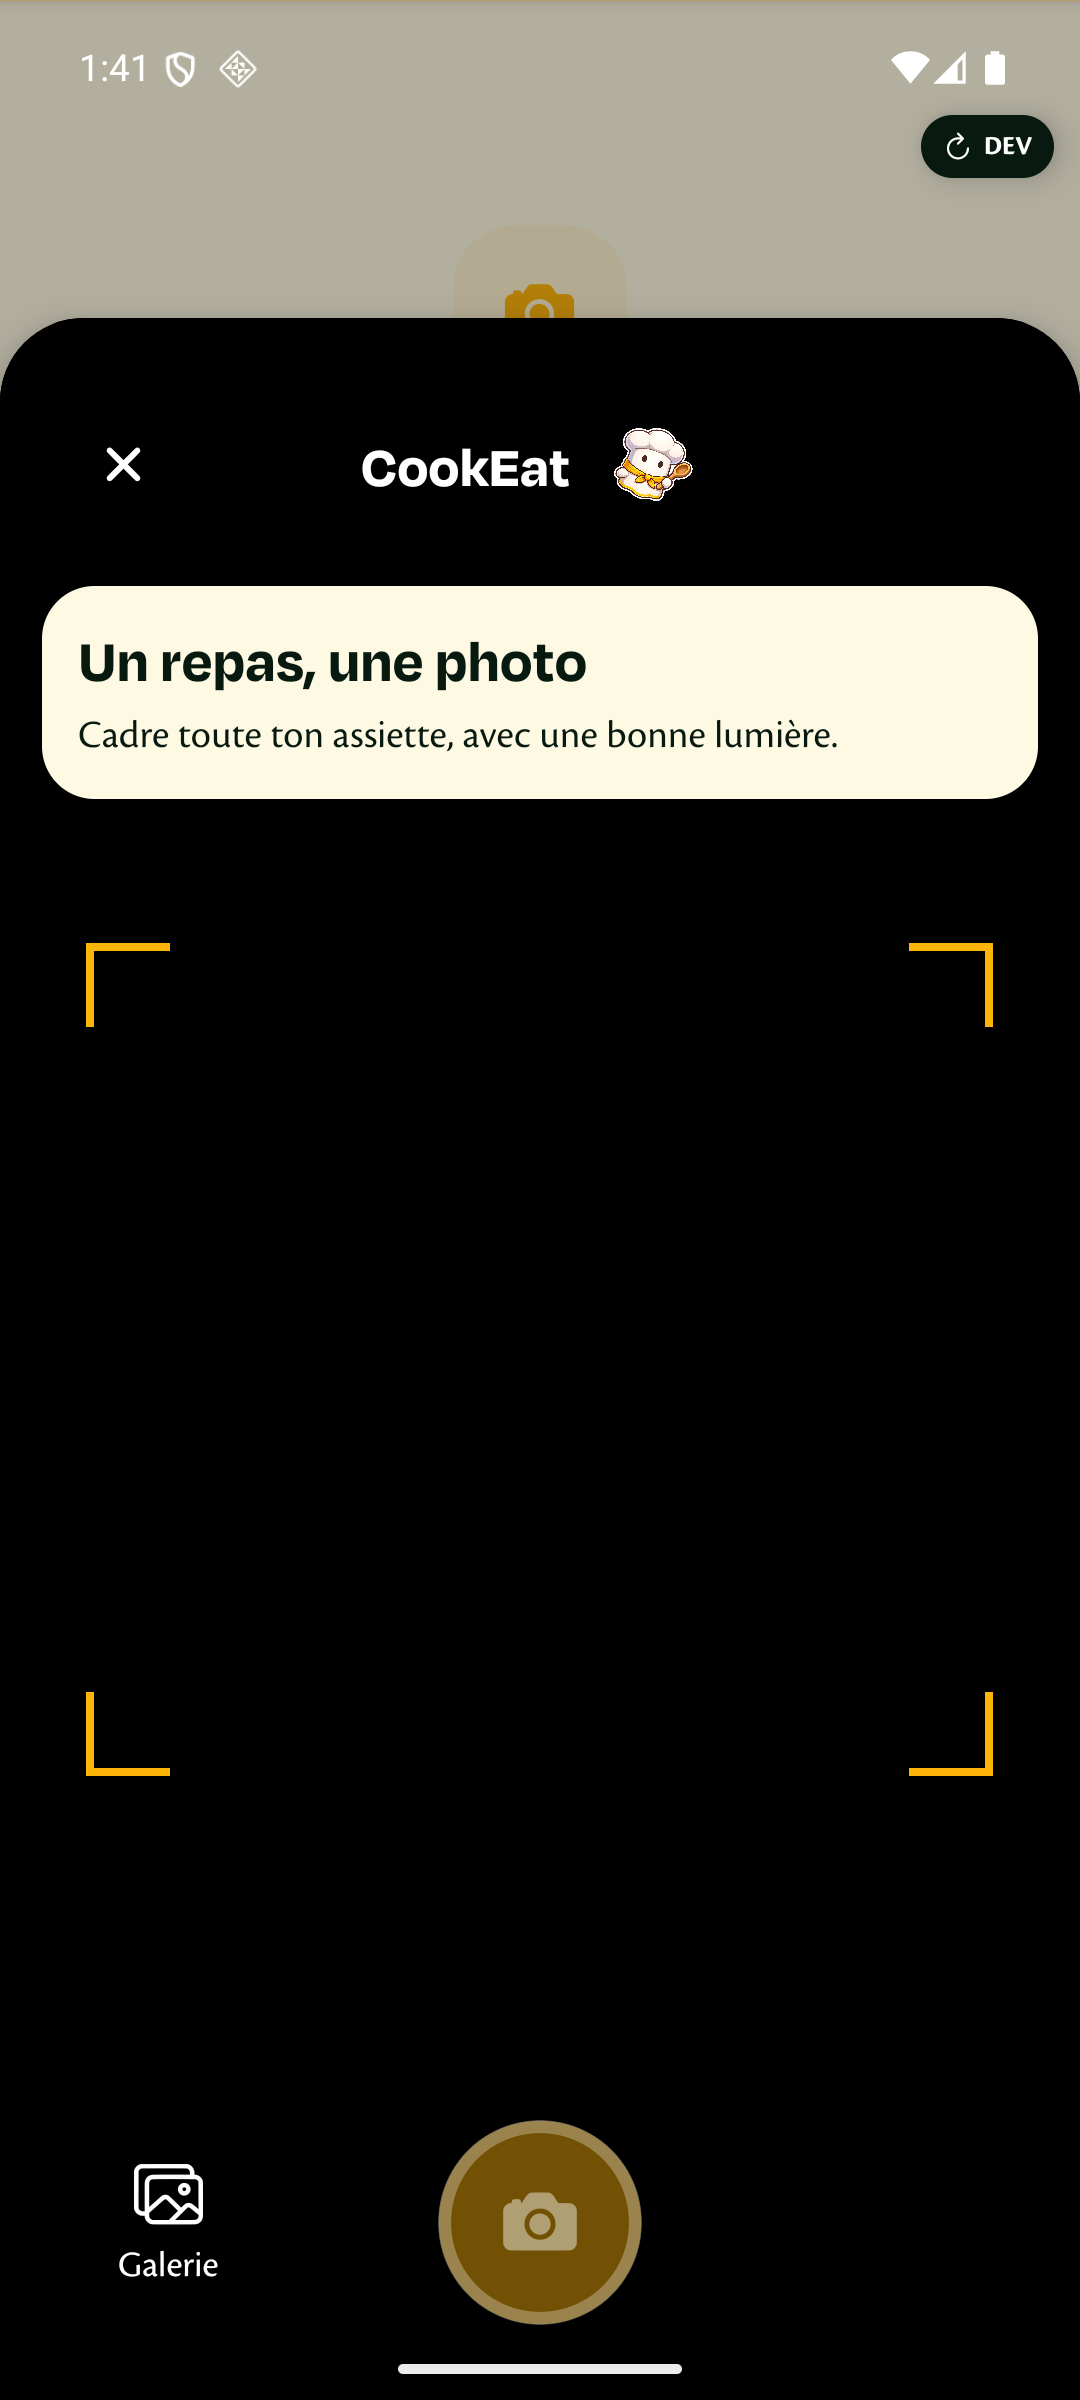 1:41
DEV
CookEat
Un repas, une photo
Cadre toute ton assiette, avec une bonne lumière.
Galerie